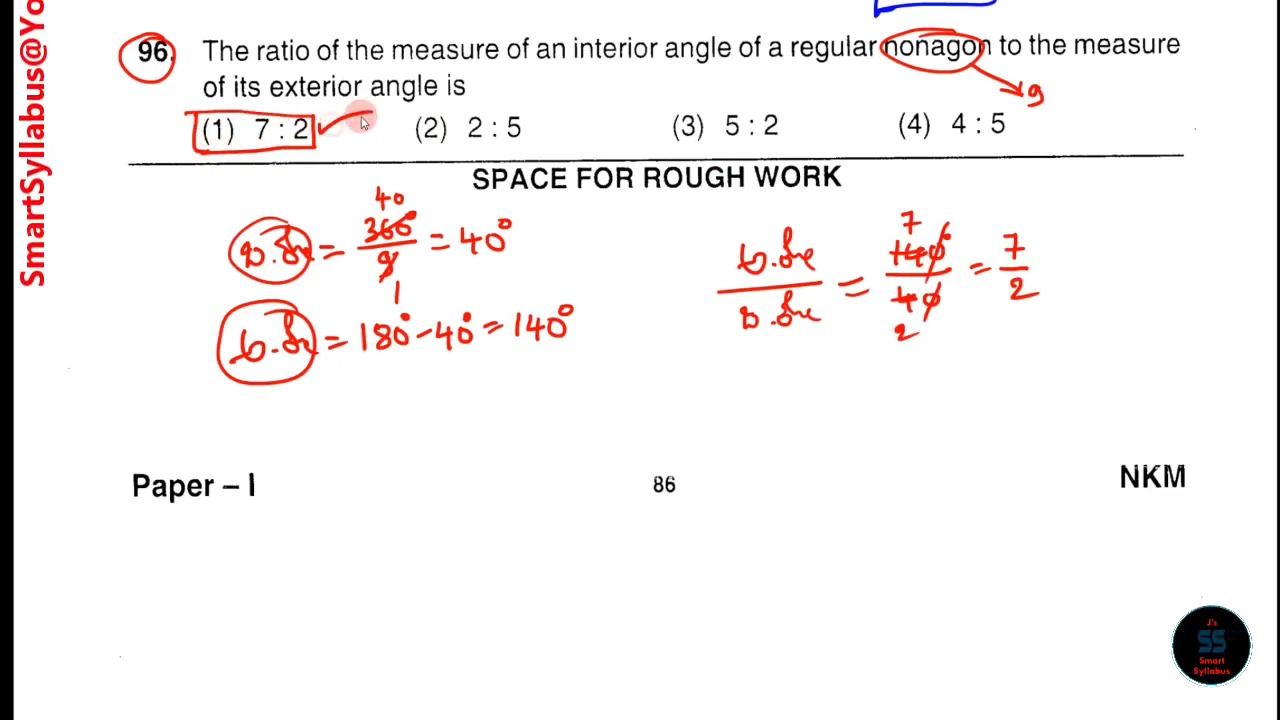 SmartSyllabus@Yo
96. The ratio of the measure of an interior angle of a regular nonagon to the measure
of its exterior angle is
9
(1) 7 : 2 (2) 2 : 5 (3) 5 : 2 (4) 4 : 5
SPACE FOR ROUGH WORK
40
= 360°/9 = 40°
1
= 180° - 40° = 140°
7
= 140°/40 = 7/2
2
Paper – I 86 NKM
J's
SS
Smart
Syllabus